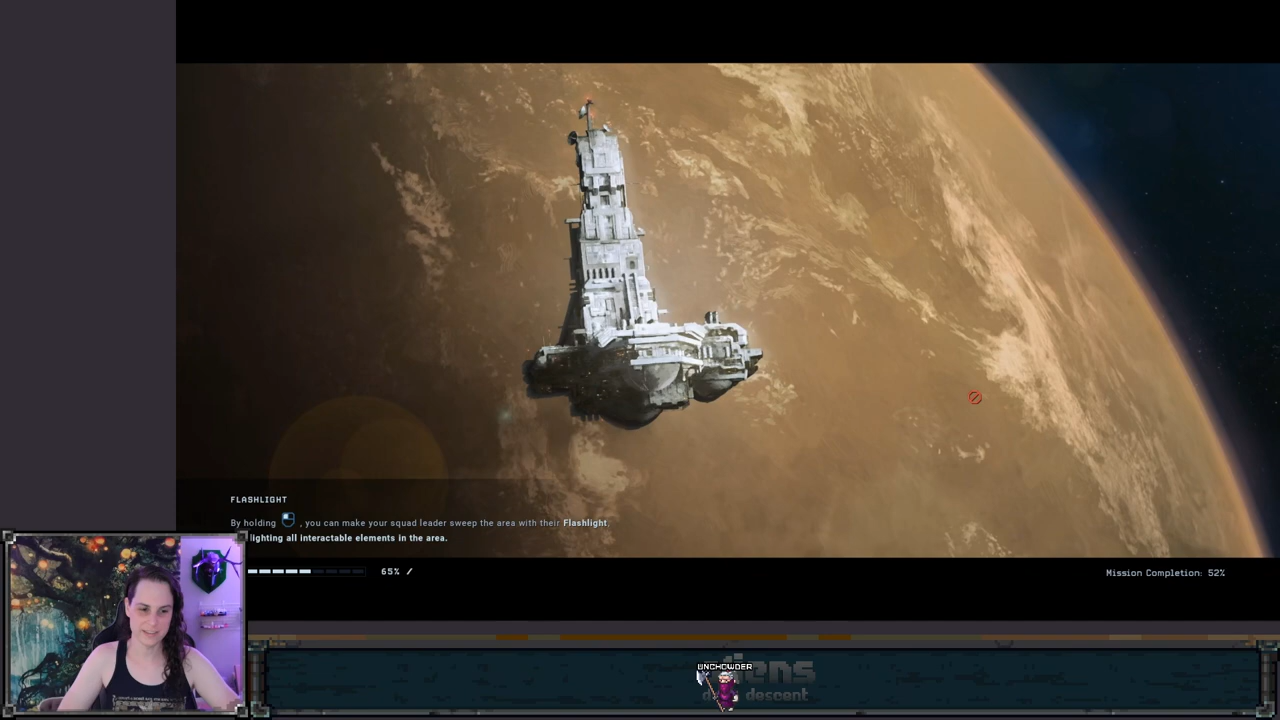 FLASHLIGHT
By holding , you can make your squad leader sweep the area with their Flashlight,
lighting all interactable elements in the area.
65%
Mission Completion: 52%
UNCHOWDER
descent